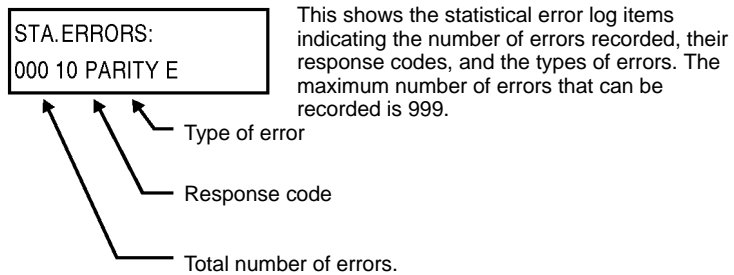 STA.ERRORS:
000 10 PARITY E
This shows the statistical error log items
indicating the number of errors recorded, their
response codes, and the types of errors. The
maximum number of errors that can be
recorded is 999.
Type of error
Response code
Total number of errors.